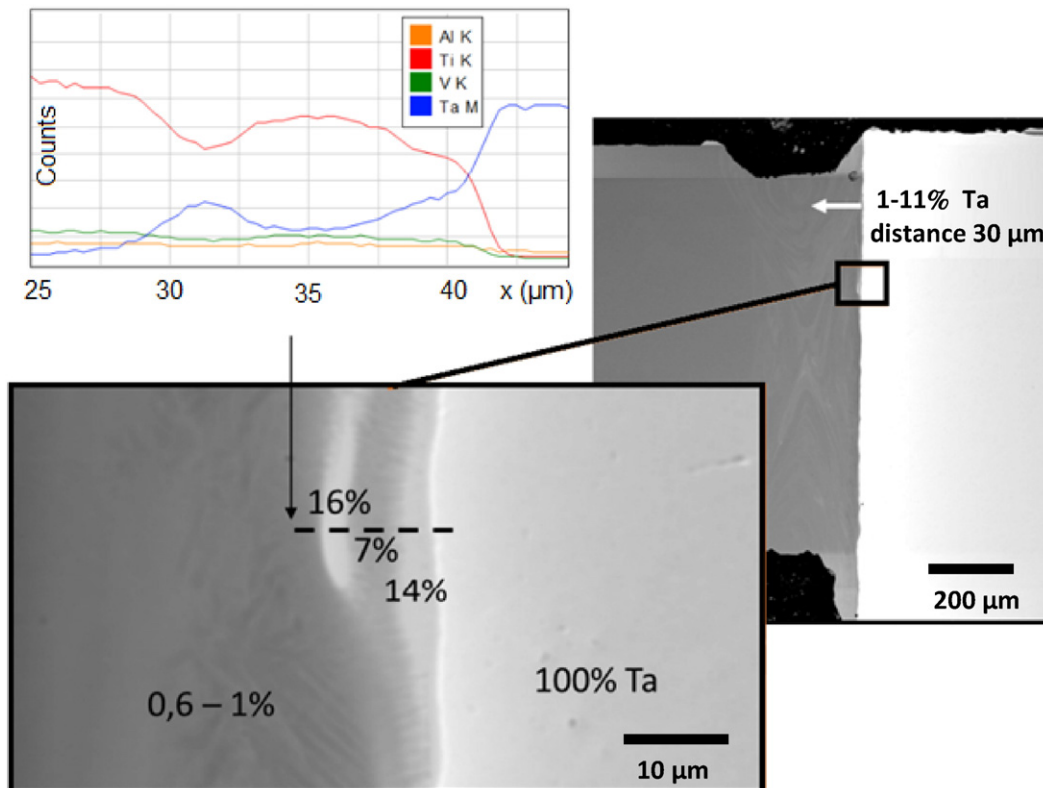 Al K
Ti K
V K
Ta M
Counts
25 30 35 40 x (µm)
1-11% Ta
distance 30 µm
200 µm
16%
7%
14%
100% Ta
0,6 – 1%
10 µm